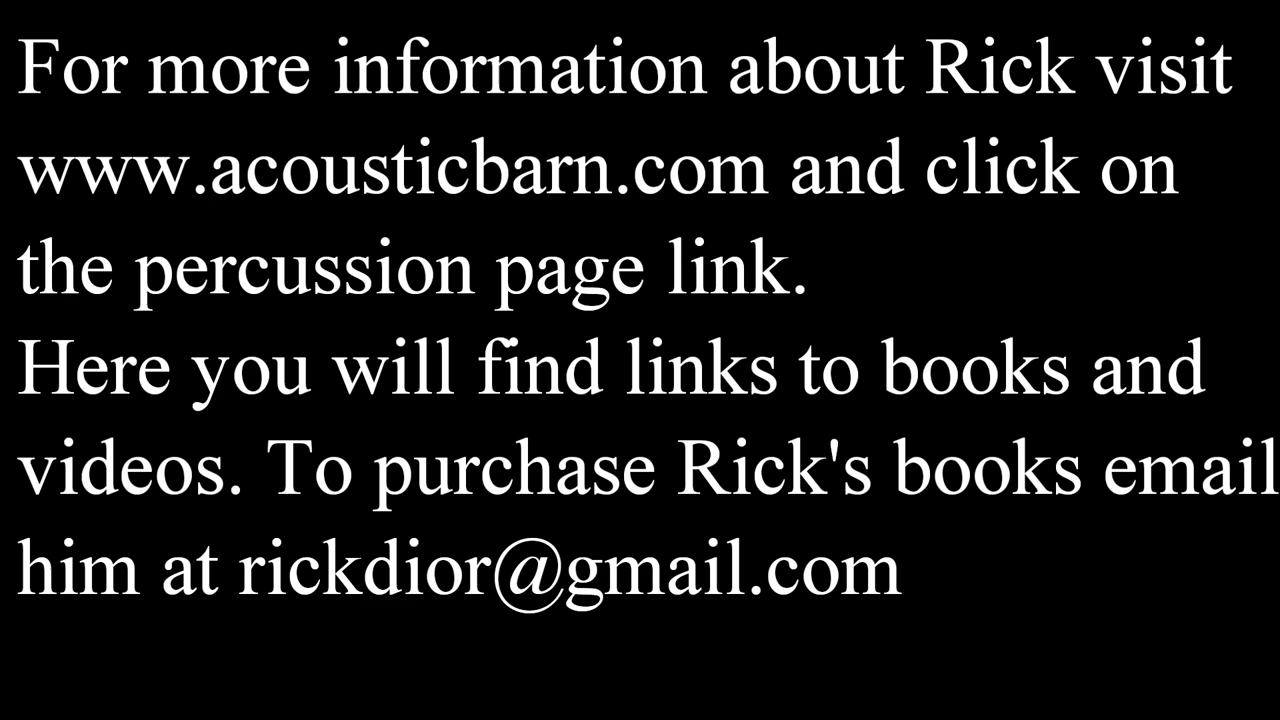 For more information about Rick visit
www.acousticbarn.com and click on
the percussion page link.
Here you will find links to books and
videos. To purchase Rick's books email
him at rickdior@gmail.com